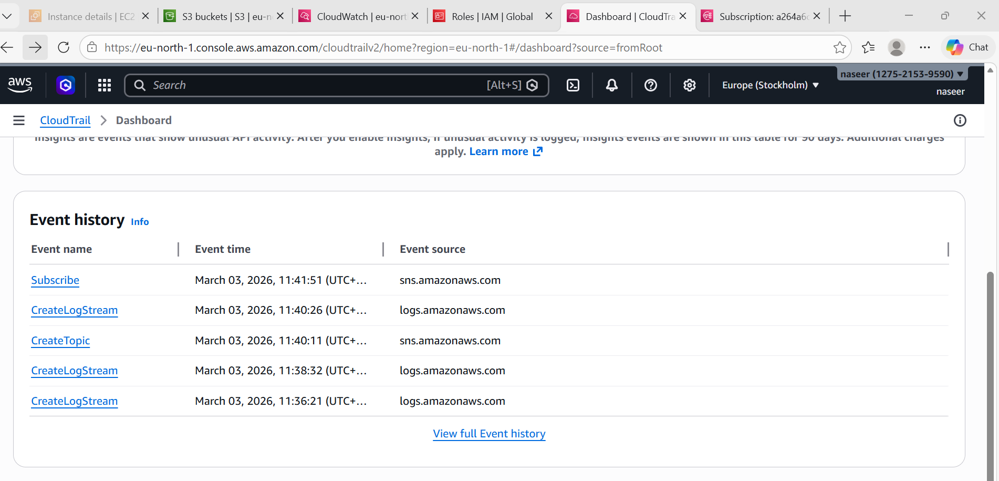 Instance details | EC2
S3 buckets | S3 | eu-n
CloudWatch | eu-nort
Roles | IAM | Global
Dashboard | CloudTra
Subscription: a264a6c
https://eu-north-1.console.aws.amazon.com/cloudtrailv2/home?region=eu-north-1#/dashboard?source=fromRoot
Chat
aws
Search
[Alt+S]
Europe (Stockholm)
naseer (1275-2153-9590)
naseer
CloudTrail
Dashboard
Insights are events that show unusual API activity. After you enable Insights, if unusual activity is logged, Insights events are shown in this table for 90 days. Additional charges
apply. Learn more
Event history Info
Event name Event time Event source
Subscribe March 03, 2026, 11:41:51 (UTC+… sns.amazonaws.com
CreateLogStream March 03, 2026, 11:40:26 (UTC+… logs.amazonaws.com
CreateTopic March 03, 2026, 11:40:11 (UTC+… sns.amazonaws.com
CreateLogStream March 03, 2026, 11:38:32 (UTC+… logs.amazonaws.com
CreateLogStream March 03, 2026, 11:36:21 (UTC+… logs.amazonaws.com
View full Event history